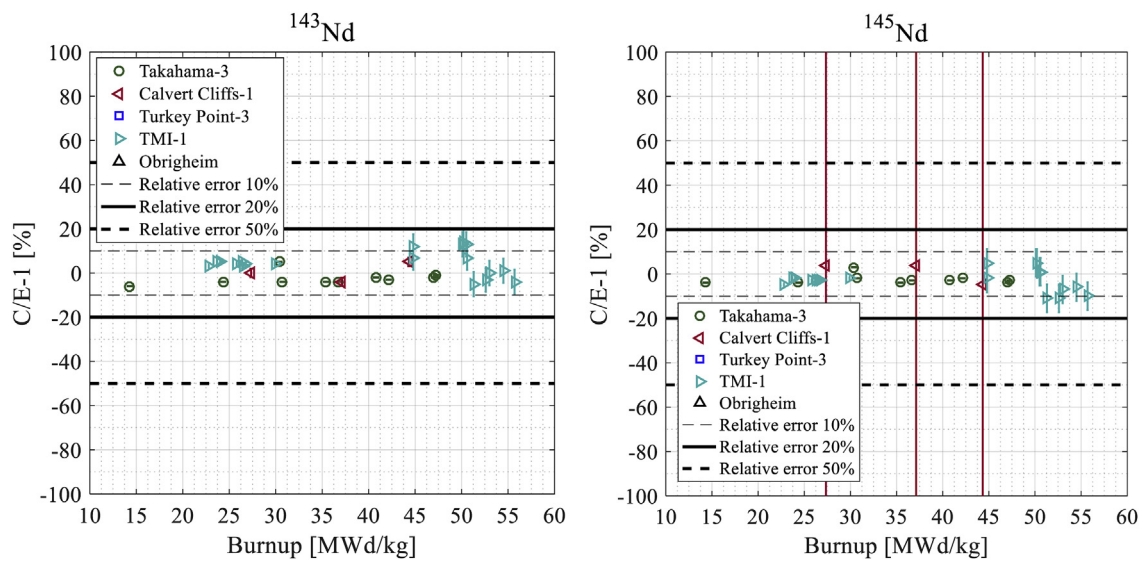 143Nd
C/E-1 [%]
100
80
60
40
20
0
-20
-40
-60
-80
-100
Takahama-3
Calvert Cliffs-1
Turkey Point-3
TMI-1
Obrigheim
Relative error 10%
Relative error 20%
Relative error 50%
10 15 20 25 30 35 40 45 50 55 60
Burnup [MWd/kg]
145Nd
C/E-1 [%]
100
80
60
40
20
0
-20
-40
-60
-80
-100
Takahama-3
Calvert Cliffs-1
Turkey Point-3
TMI-1
Obrigheim
Relative error 10%
Relative error 20%
Relative error 50%
10 15 20 25 30 35 40 45 50 55 60
Burnup [MWd/kg]